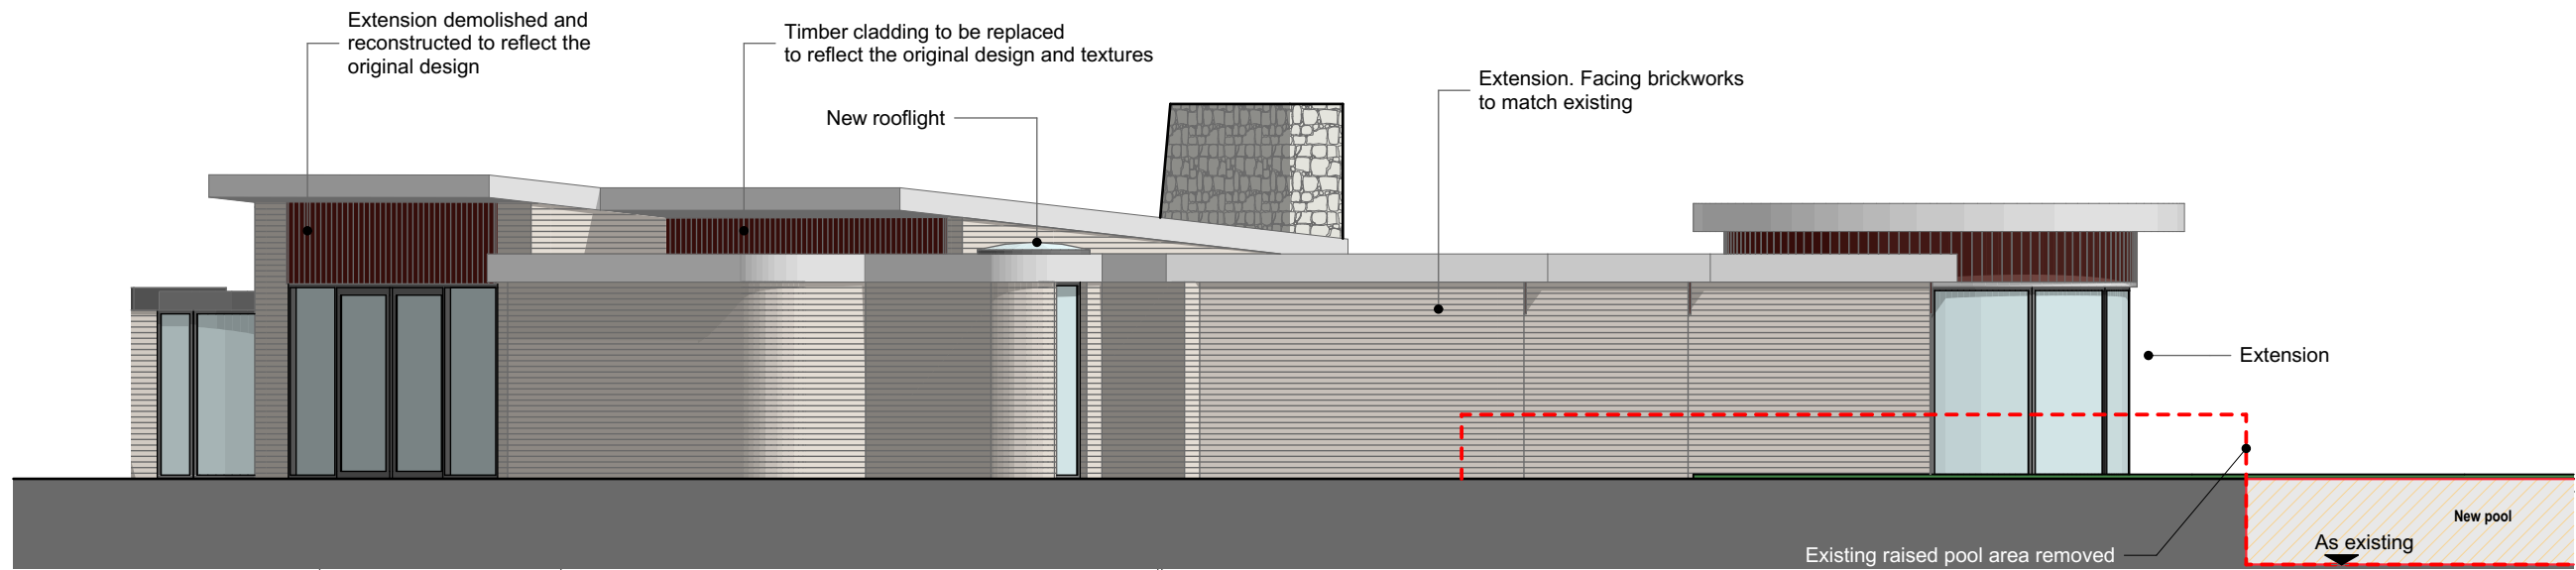 Extension demolished and
reconstructed to reflect the
original design
Timber cladding to be replaced
to reflect the original design and textures
New rooflight
Extension. Facing brickworks
to match existing
Extension
New pool
As existing
Existing raised pool area removed